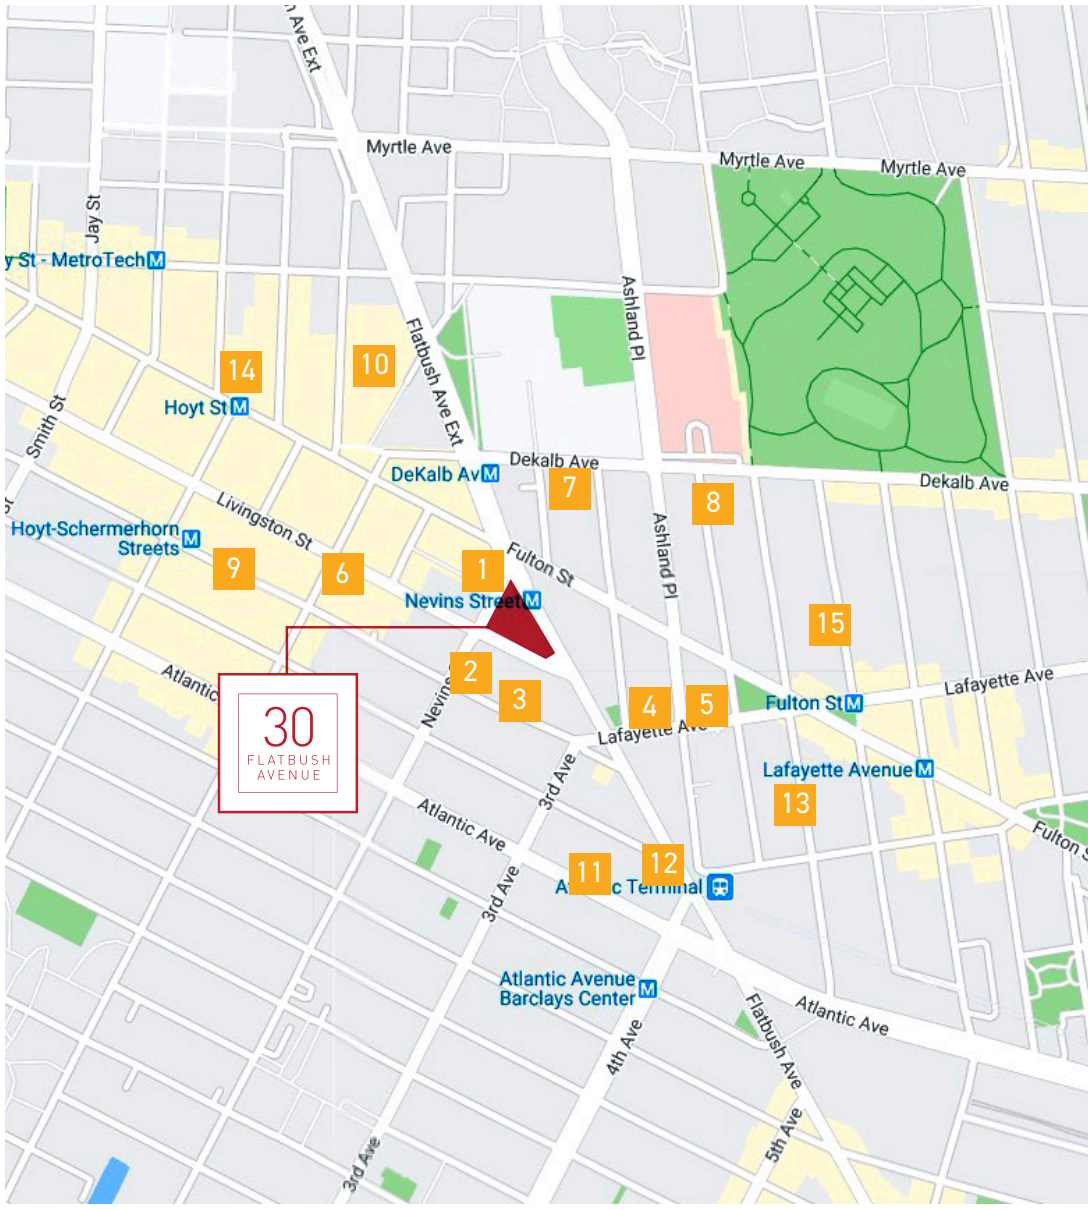 n Ave Ext
Myrtle Ave
Myrtle Ave
Myrtle Ave
Jay St
y St - MetroTech
M
Ashland Pl
Flatbush Ave Ext
14
10
Hoyt St
M
Smith St
DeKalb Av
M
Dekalb Ave
Dekalb Ave
7
8
St
Livingston St
Hoyt-Schermerhorn
Streets
M
Ashland Pl
9
6
1
Fulton St
Nevins Street
M
15
2
3
4
5
Atlantic
Nevins
Lafayette Ave
Lafayette Ave
Fulton St
M
30
FLATBUSH
AVENUE
Lafayette Avenue
M
3rd Ave
13
Atlantic Ave
Fulton S
11
12
Atlantic Terminal
3rd Ave
Atlantic Avenue
Barclays Center
M
Flatbush Ave
Atlantic Ave
4th Ave
5th Ave
3rd Ave